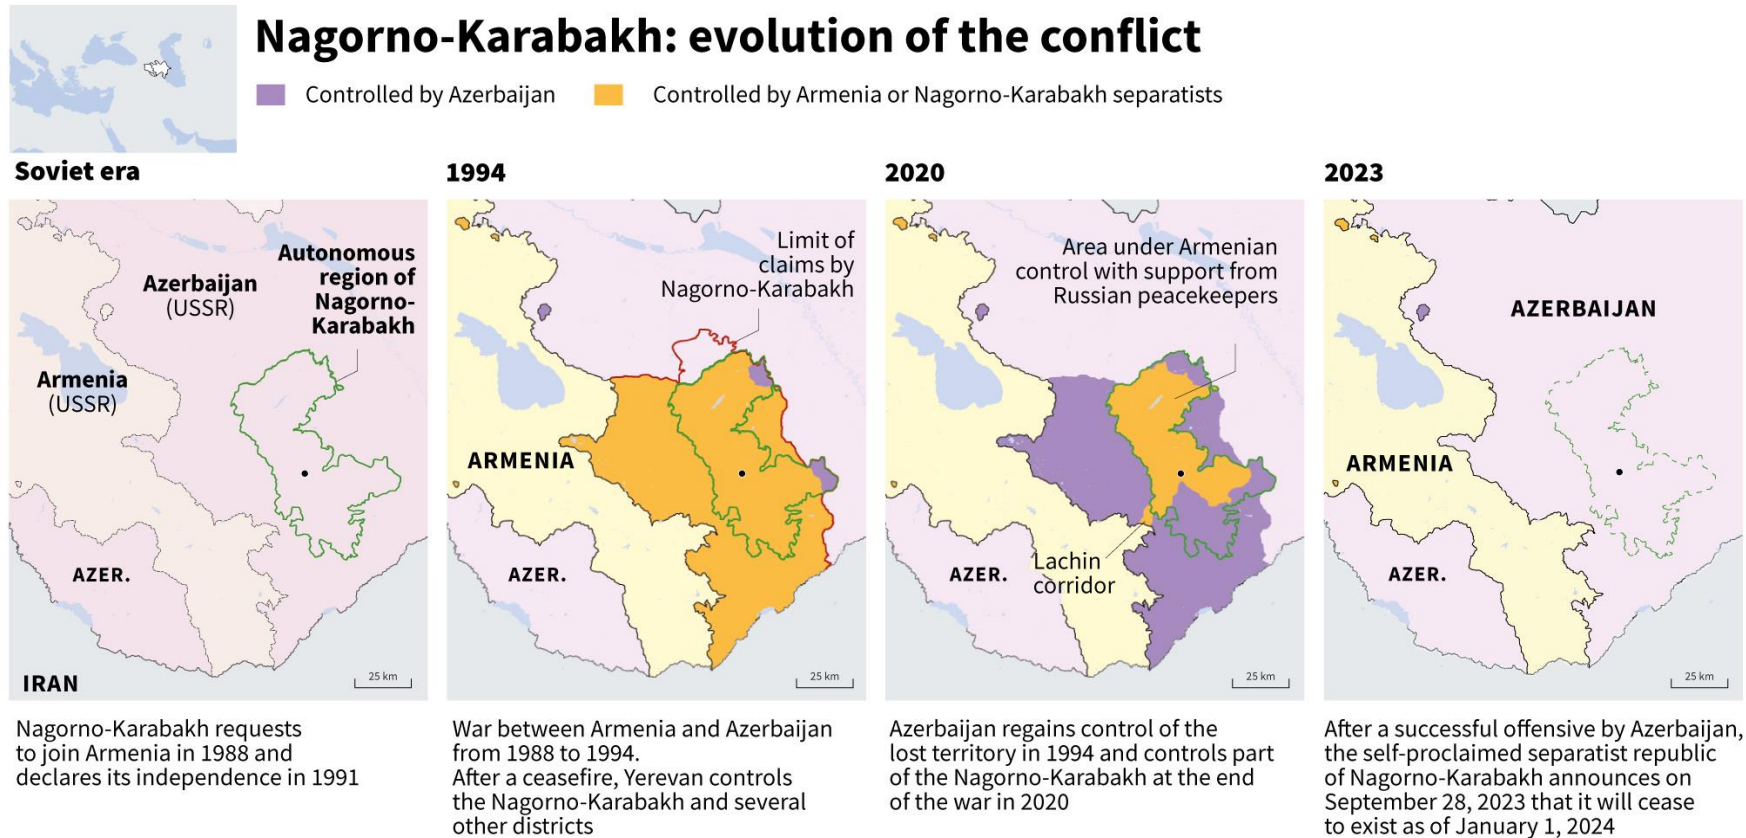 Nagorno-Karabakh: evolution of the conflict
Controlled by Azerbaijan
Controlled by Armenia or Nagorno-Karabakh separatists
Soviet era
Autonomous
region of
Nagorno-
Karabakh
Azerbaijan
(USSR)
Armenia
(USSR)
AZER.
IRAN
25 km
Nagorno-Karabakh requests
to join Armenia in 1988 and
declares its independence in 1991
1994
Limit of
claims by
Nagorno-Karabakh
ARMENIA
AZER.
25 km
War between Armenia and Azerbaijan
from 1988 to 1994.
After a ceasefire, Yerevan controls
the Nagorno-Karabakh and several
other districts
2020
Area under Armenian
control with support from
Russian peacekeepers
Lachin
corridor
AZER.
25 km
Azerbaijan regains control of the
lost territory in 1994 and controls part
of the Nagorno-Karabakh at the end
of the war in 2020
2023
AZERBAIJAN
ARMENIA
AZER.
25 km
After a successful offensive by Azerbaijan,
the self-proclaimed separatist republic
of Nagorno-Karabakh announces on
September 28, 2023 that it will cease
to exist as of January 1, 2024